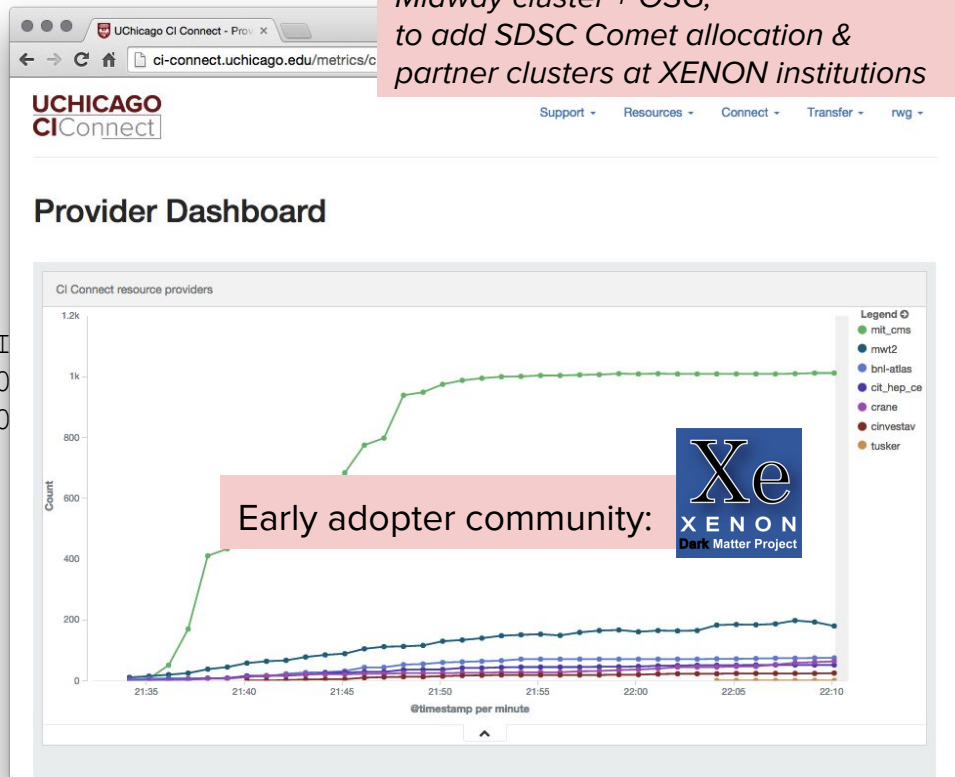 Midway cluster + OSG,
to add SDSC Comet allocation &
partner clusters at XENON institutions
UChicago CI Connect - Prov ×
ci-connect.uchicago.edu/metrics/c
UCHICAGO
CIConnect
Support
Resources
Connect
Transfer
rwg
Provider Dashboard
CI Connect resource providers
1.2k
1k
800
600
400
200
0
Count
21:35
21:40
21:45
21:50
21:55
22:00
22:05
22:10
@timestamp per minute
Legend
mit_cms
mwt2
bnl-atlas
cit_hep_ce
crane
cinvestav
tusker
Early adopter community:
Xe
XENON
Dark Matter Project